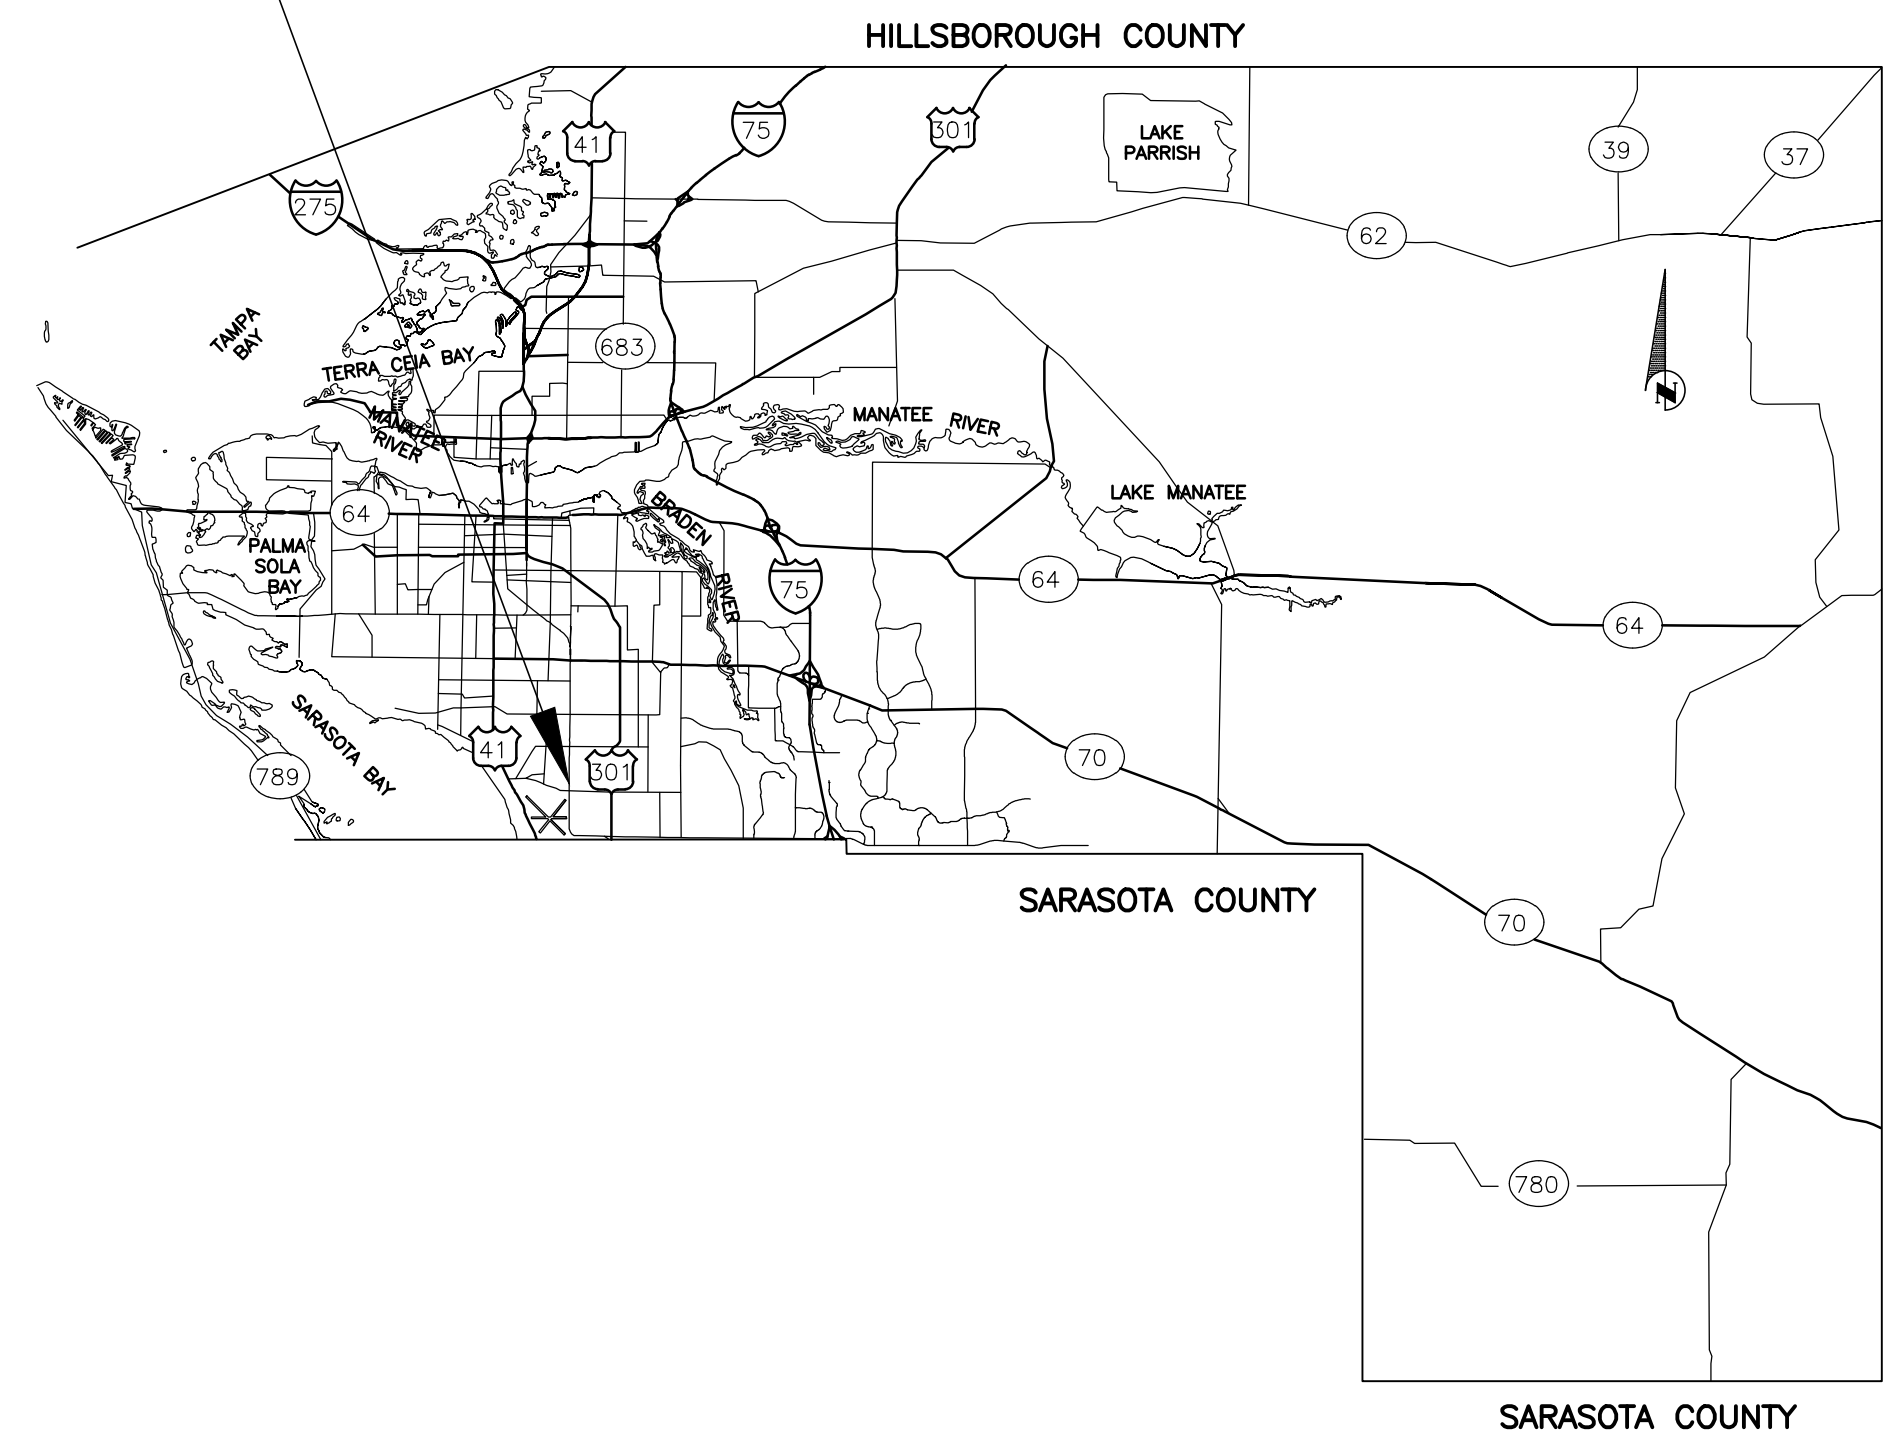 HILLSBOROUGH COUNTY
41
75
301
LAKE
PARRISH
39
37
275
62
TAMPA
BAY
683
TERRA CEIA BAY
MANATEE
RIVER
MANATEE RIVER
N
LAKE MANATEE
64
BRADEN
RIVER
PALMA
SOLA
BAY
75
64
64
SARASOTA BAY
41
301
70
789
SARASOTA COUNTY
70
780
SARASOTA COUNTY